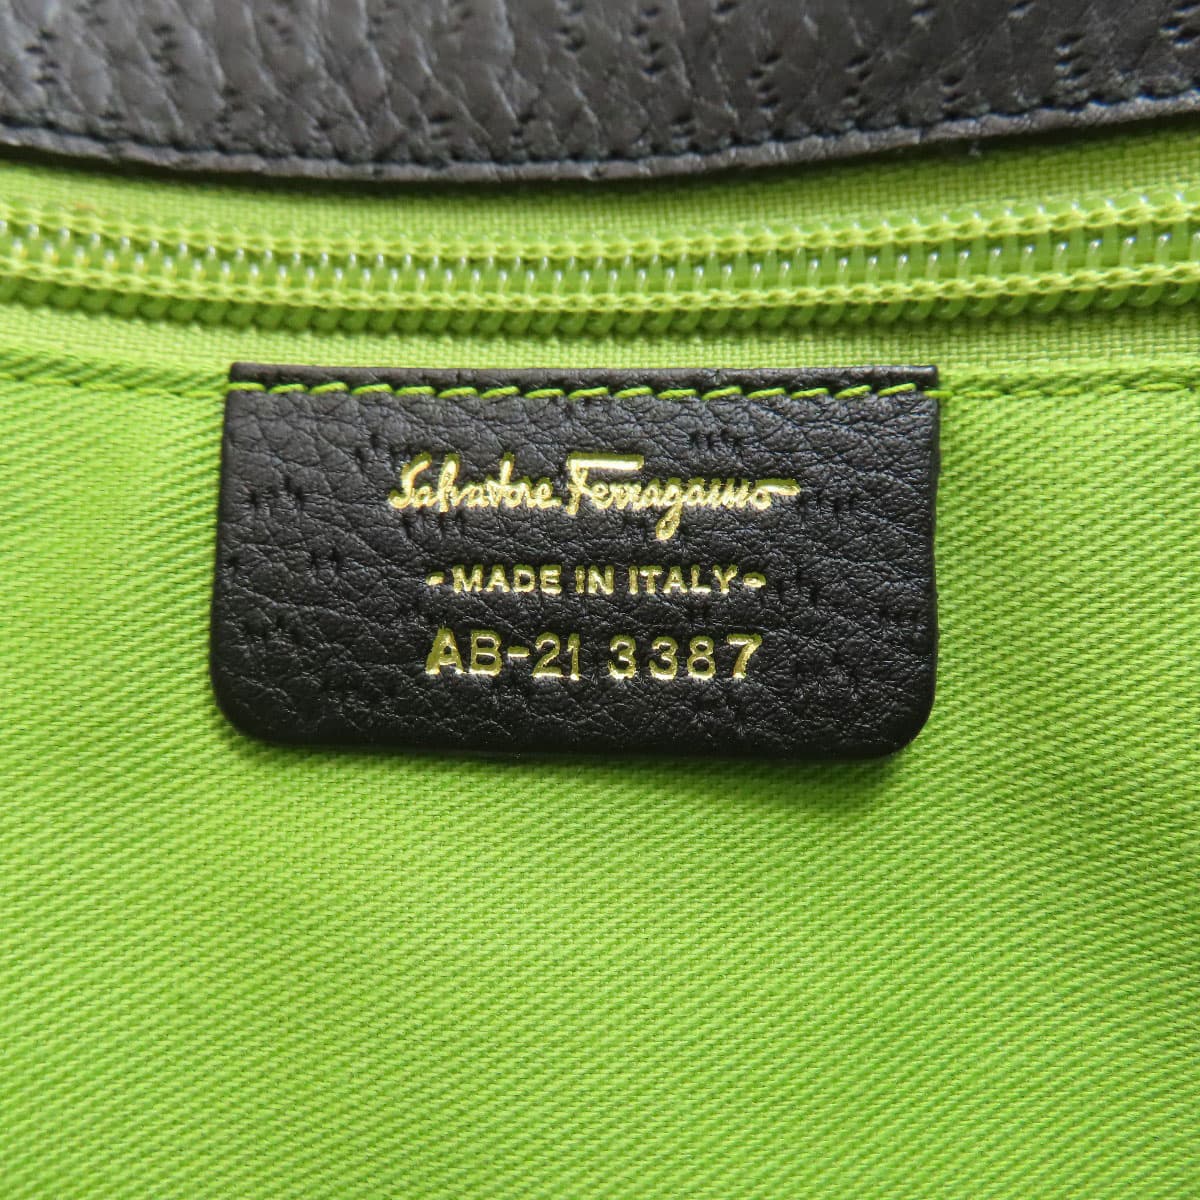 Salvatore Ferragamo
-MADE IN ITALY-
AB-21 3387